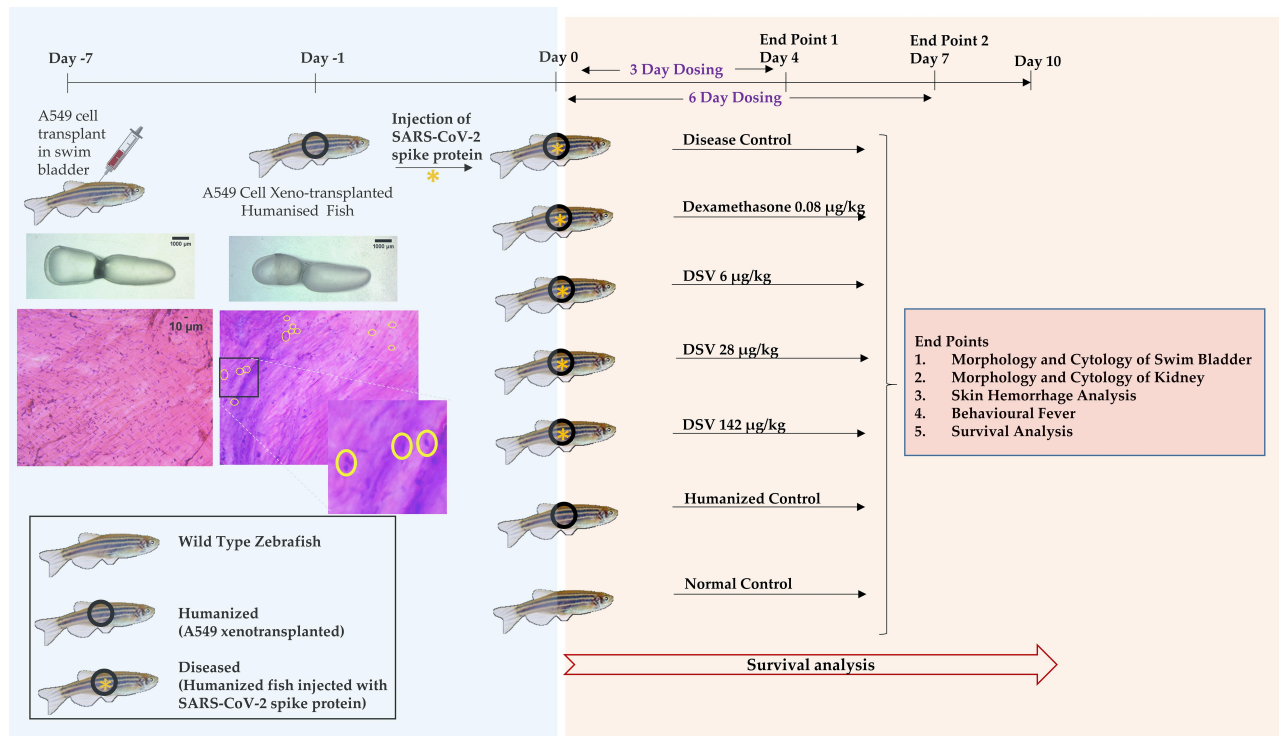 Day -7
Day -1
Day 0
End Point 1
Day 4
End Point 2
Day 7
Day 10
3 Day Dosing
6 Day Dosing
A549 cell
transplant
in swim
bladder
Injection of
SARS-CoV-2
spike protein
*
A549 Cell Xeno-transplanted
Humanised Fish
1000 µm
1000 µm
10 µm
Disease Control
Dexamethasone 0.08 µg/kg
DSV 6 µg/kg
DSV 28 µg/kg
DSV 142 µg/kg
Humanized Control
Normal Control
End Points
1. Morphology and Cytology of Swim Bladder
2. Morphology and Cytology of Kidney
3. Skin Hemorrhage Analysis
4. Behavioural Fever
5. Survival Analysis
Wild Type Zebrafish
Humanized
(A549 xenotransplanted)
Diseased
(Humanized fish injected with
SARS-CoV-2 spike protein)
Survival analysis